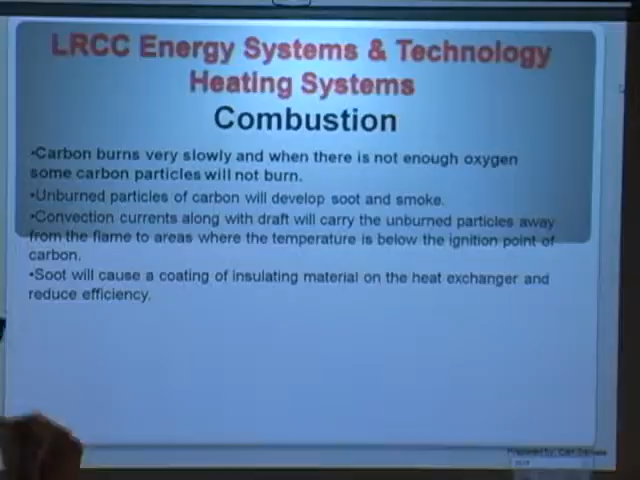 LRCC Energy Systems & Technology
Heating Systems
Combustion
•Carbon burns very slowly and when there is not enough oxygen
some carbon particles will not burn.
•Unburned particles of carbon will develop soot and smoke.
•Convection currents along with draft will carry the unburned particles away
from the flame to areas where the temperature is below the ignition point of
carbon.
•Soot will cause a coating of insulating material on the heat exchanger and
reduce efficiency.
Prepared by: Carl